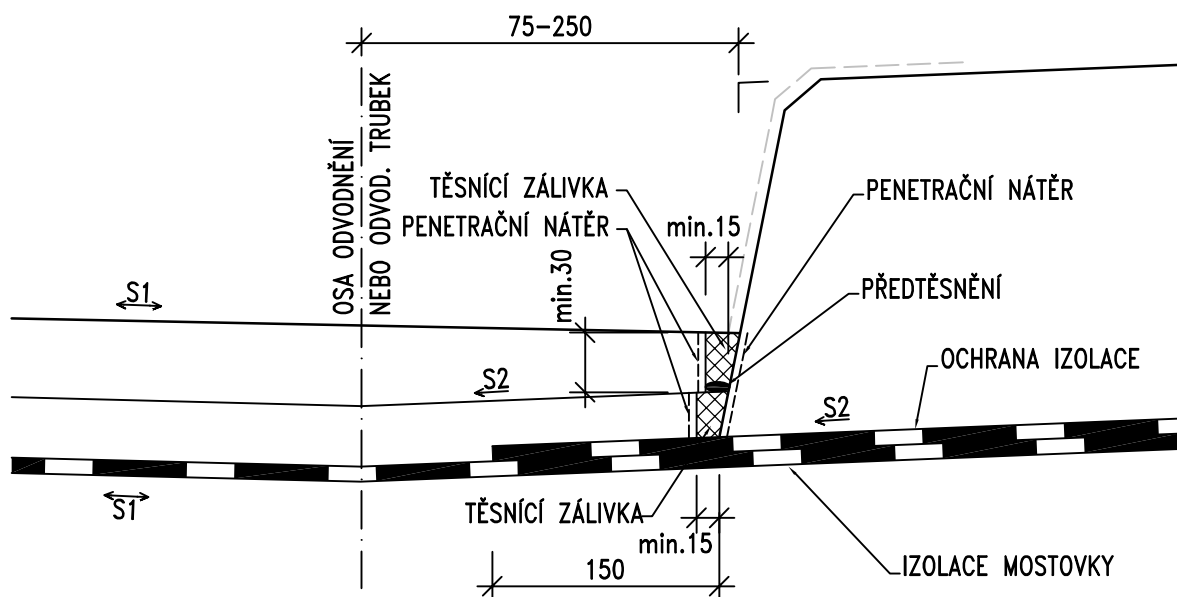 75-250
OSA ODVODNĚNÍ
NEBO ODVOD. TRUBEK
TĚSNÍCÍ ZÁLIVKA
PENETRAČNÍ NÁTĚR
min.15
PENETRAČNÍ NÁTĚR
min.30
PŘEDTĚSNĚNÍ
S1
OCHRANA IZOLACE
S2
S2
S1
TĚSNÍCÍ ZÁLIVKA
min.15
150
IZOLACE MOSTOVKY